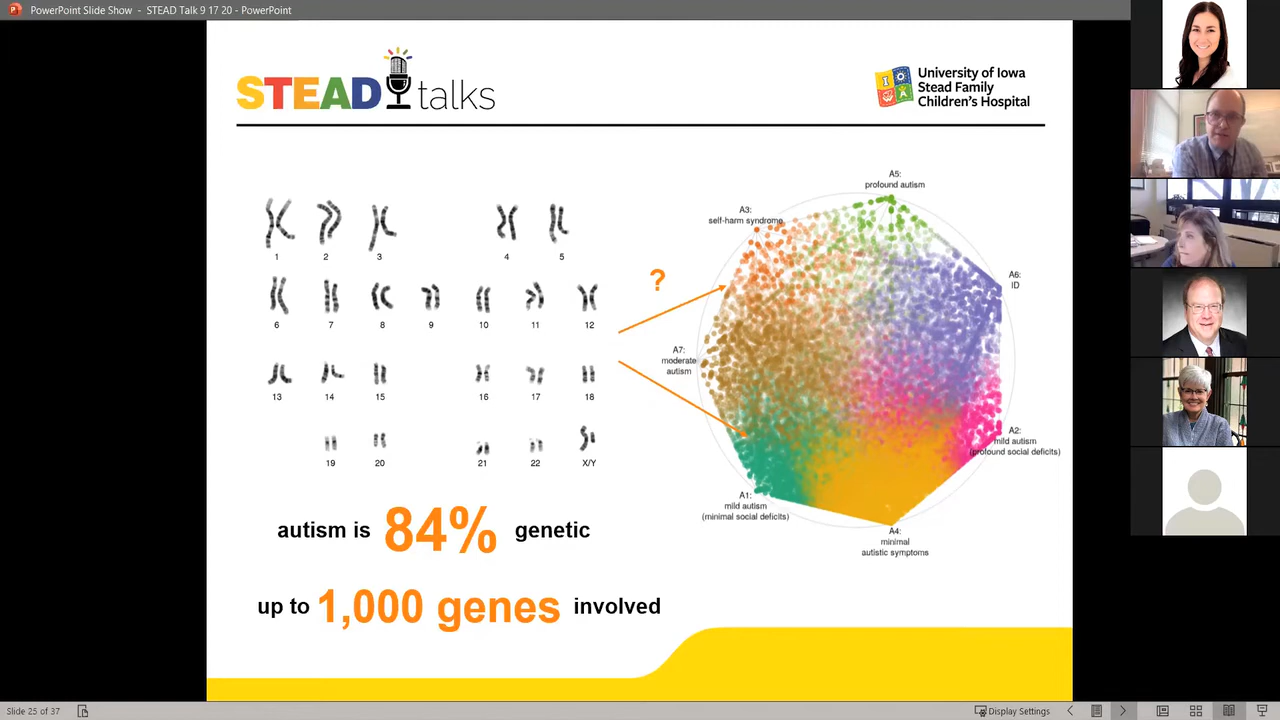 PowerPoint Slide Show - STEAD Talk 9 17 20 - PowerPoint
STEAD talks
University of Iowa
Stead Family
Children's Hospital
1 2 3 4 5
6 7 8 9 10 11 12
13 14 15 16 17 18
19 20 21 22 X/Y
?
A5:
profound autism
A3:
self-harm syndrome
A6:
ID
A7:
moderate
autism
A2:
mild autism
(profound social deficits)
A1:
mild autism
(minimal social deficits)
A4:
minimal
autistic symptoms
autism is 84% genetic
up to 1,000 genes involved
Slide 25 of 37
Display Settings